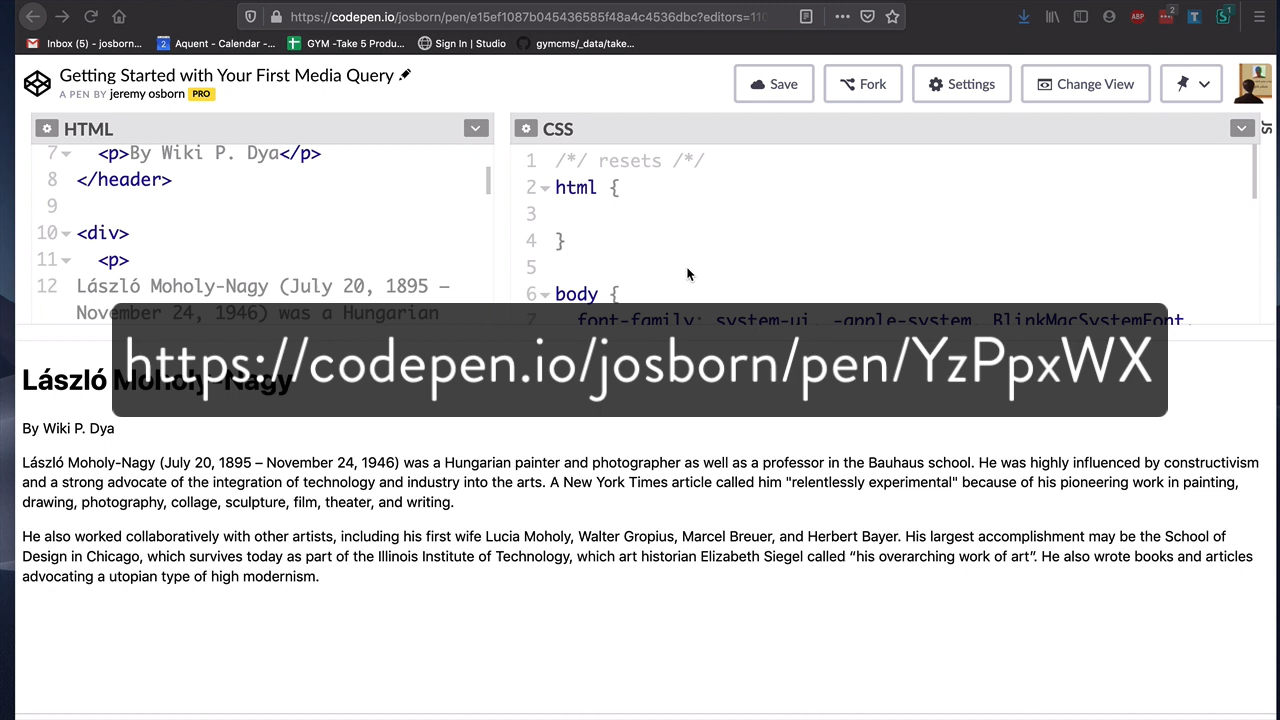 https://codepen.io/josborn/pen/e15ef1087b045436585f48a4c4536dbc?editors=110
Inbox (5) - josborn... Aquent - Calendar -... GYM -Take 5 Produ... Sign In | Studio gymcms/_data/take...
Getting Started with Your First Media Query
A PEN BY jeremy osborn PRO
Save Fork Settings Change View
HTML
7 <p>By Wiki P. Dya</p>
8 </header>
9
10 <div>
11 <p>
12 László Moholy-Nagy (July 20, 1895 –
November 24, 1946) was a Hungarian
CSS
JS
1 /*/ resets /*/
2 html {
3
4 }
5
6 body {
7 font-family: system-ui, -apple-system, BlinkMacSystemFont,
https://codepen.io/josborn/pen/YzPpxWX
László Moholy-Nagy
By Wiki P. Dya
László Moholy-Nagy (July 20, 1895 – November 24, 1946) was a Hungarian painter and photographer as well as a professor in the Bauhaus school. He was highly influenced by constructivism
and a strong advocate of the integration of technology and industry into the arts. A New York Times article called him "relentlessly experimental" because of his pioneering work in painting,
drawing, photography, collage, sculpture, film, theater, and writing.
He also worked collaboratively with other artists, including his first wife Lucia Moholy, Walter Gropius, Marcel Breuer, and Herbert Bayer. His largest accomplishment may be the School of
Design in Chicago, which survives today as part of the Illinois Institute of Technology, which art historian Elizabeth Siegel called “his overarching work of art”. He also wrote books and articles
advocating a utopian type of high modernism.